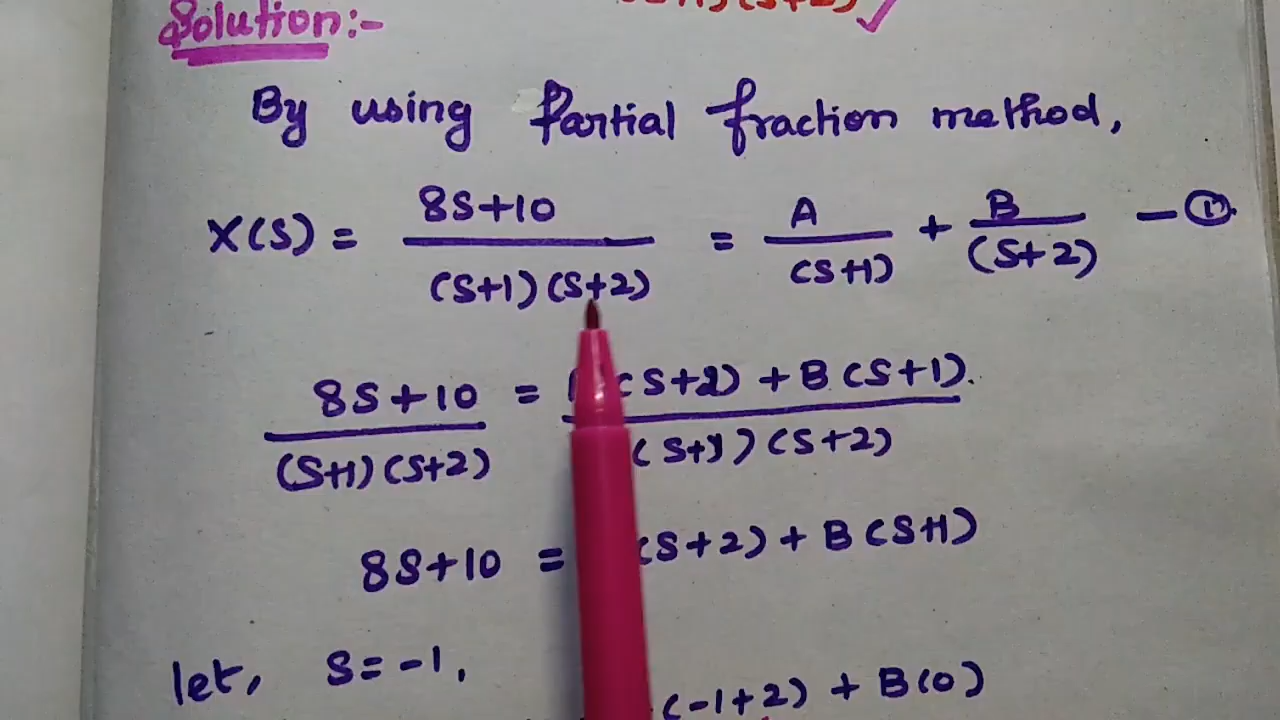 Solution:-
By using Partial fraction method,
X(S) = 8S+10 / (S+1)(S+2) = A / (S+1) + B / (S+2) — ①
8S+10 / (S+1)(S+2) = (S+2) + B(S+1) / (S+1)(S+2)
8S+10 = (S+2) + B(S+1)
let, S = -1,
(-1+2) + B(0)